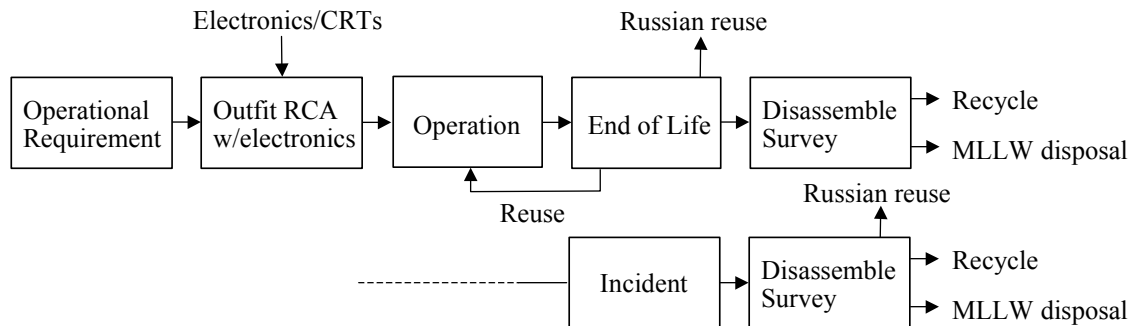 Electronics/CRTs
Russian reuse
Operational
Requirement
Outfit RCA
w/electronics
Operation
End of Life
Disassemble
Survey
Recycle
MLLW disposal
Reuse
Russian reuse
Incident
Disassemble
Survey
Recycle
MLLW disposal